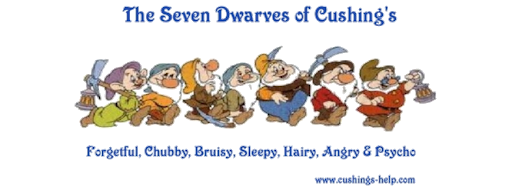 The Seven Dwarves of Cushing's
Forgetful, Chubby, Bruisy, Sleepy, Hairy, Angry & Psycho
www.cushings-help.com